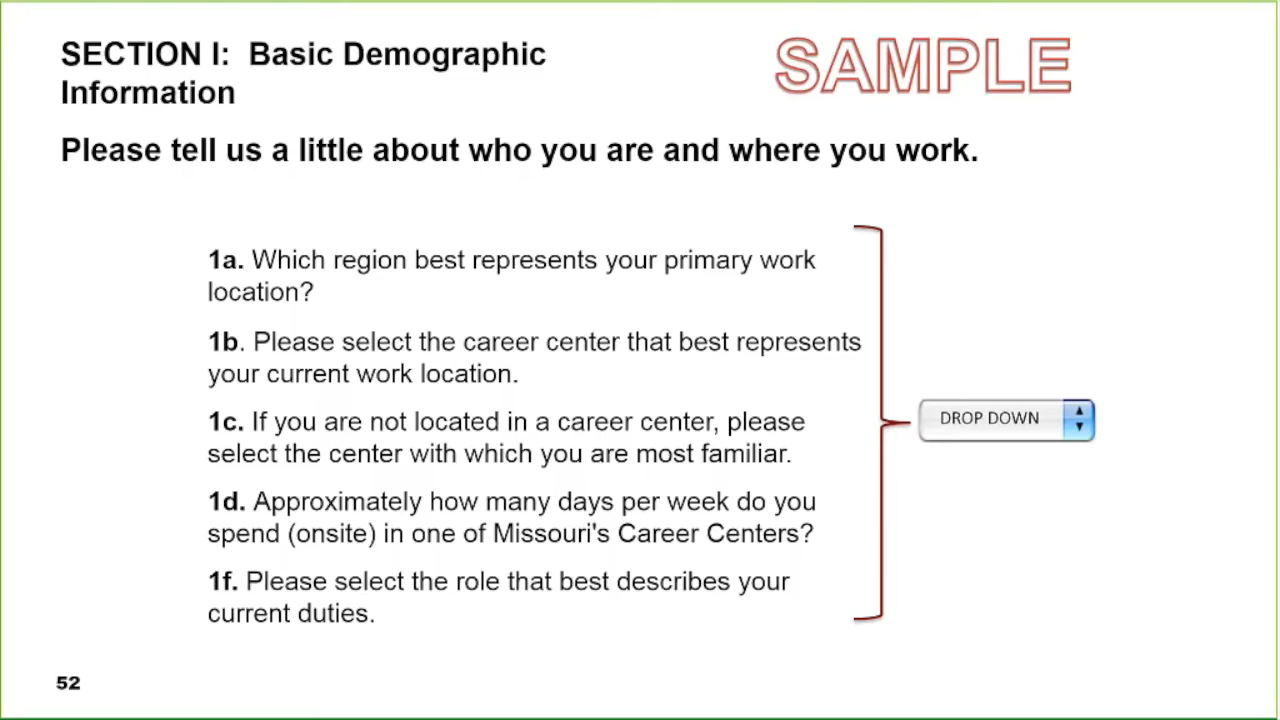 SECTION I:  Basic Demographic
Information
SAMPLE
Please tell us a little about who you are and where you work.
1a. Which region best represents your primary work
location?
1b. Please select the career center that best represents
your current work location.
1c. If you are not located in a career center, please
select the center with which you are most familiar.
1d. Approximately how many days per week do you
spend (onsite) in one of Missouri's Career Centers?
1f. Please select the role that best describes your
current duties.
DROP DOWN
52